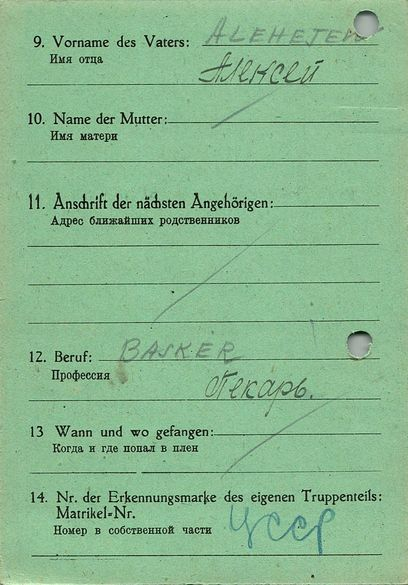 9. Vorname des Vaters: ALEHEJEW
Имя отца
Алексей
10. Name der Mutter:
Имя матери
11. Anschrift der nächsten Angehörigen:
Адрес ближайших родственников
12. Beruf: BASKER
Профессия
Пекарь.
13 Wann und wo gefangen:
Когда и где попал в плен
14. Nr. der Erkennungsmarke des eigenen Truppenteils:
Matrikel=Nr.
Номер в собственной части
УССР